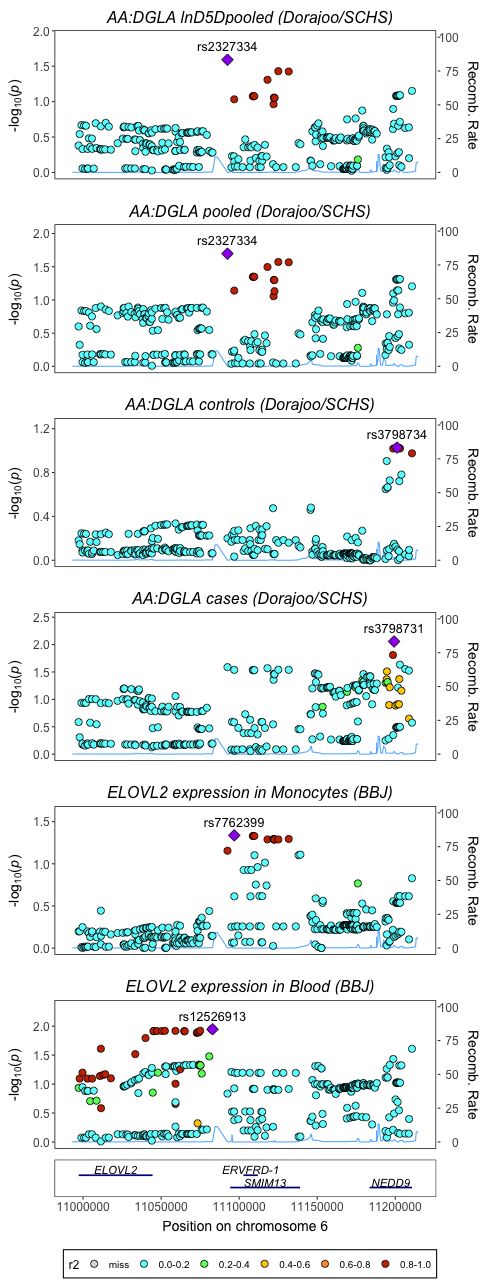 AA:DGLA lnD5Dpooled (Dorajoo/SCHS)
2.0
1.5
1.0
0.5
0.0
-log10(p)
rs2327334
100
75
50
25
0
Recomb. Rate
AA:DGLA pooled (Dorajoo/SCHS)
2.0
1.5
1.0
0.5
0.0
-log10(p)
rs2327334
100
75
50
25
0
Recomb. Rate
AA:DGLA controls (Dorajoo/SCHS)
1.2
0.8
0.4
0.0
-log10(p)
rs3798734
100
75
50
25
0
Recomb. Rate
AA:DGLA cases (Dorajoo/SCHS)
2.5
2.0
1.5
1.0
0.5
0.0
-log10(p)
rs3798731
100
75
50
25
0
Recomb. Rate
ELOVL2 expression in Monocytes (BBJ)
1.5
1.0
0.5
0.0
-log10(p)
rs7762399
100
75
50
25
0
Recomb. Rate
ELOVL2 expression in Blood (BBJ)
2.0
1.5
1.0
0.5
0.0
-log10(p)
rs12526913
100
75
50
25
0
Recomb. Rate
ELOVL2 ERVFRD-1
SMIM13 NEDD9
11000000 11050000 11100000 11150000 11200000
Position on chromosome 6
r2 miss 0.0-0.2 0.2-0.4 0.4-0.6 0.6-0.8 0.8-1.0